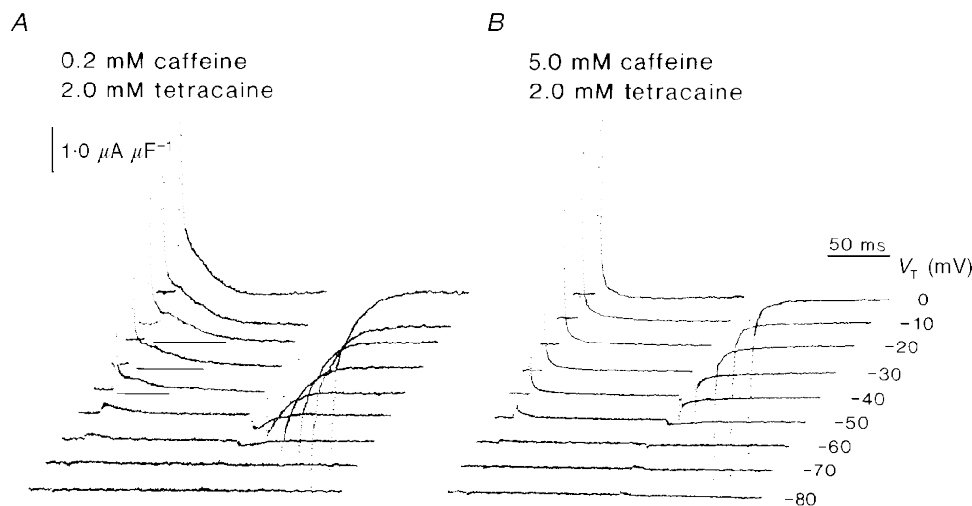 A
0.2 mM caffeine
2.0 mM tetracaine
1·0 μA μF⁻¹
B
5.0 mM caffeine
2.0 mM tetracaine
50 ms
V_T (mV)
0
-10
-20
-30
-40
-50
-60
-70
-80